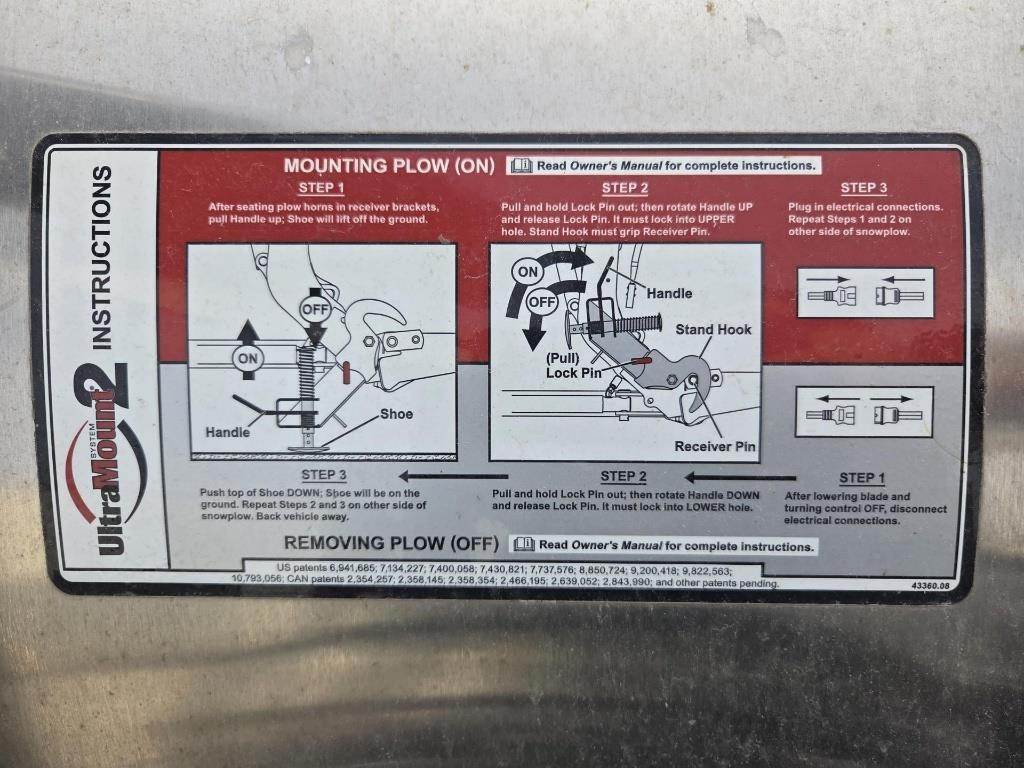 UltraMount 2
SYSTEM
INSTRUCTIONS
MOUNTING PLOW (ON)
Read Owner's Manual for complete instructions.
STEP 1
After seating plow horns in receiver brackets,
pull Handle up; Shoe will lift off the ground.
STEP 2
Pull and hold Lock Pin out; then rotate Handle UP
and release Lock Pin. It must lock into UPPER
hole. Stand Hook must grip Receiver Pin.
STEP 3
Plug in electrical connections.
Repeat Steps 1 and 2 on
other side of snowplow.
OFF
ON
Handle
Shoe
ON
OFF
Handle
Stand Hook
(Pull)
Lock Pin
Receiver Pin
STEP 3
Push top of Shoe DOWN; Shoe will be on the
ground. Repeat Steps 2 and 3 on other side of
snowplow. Back vehicle away.
STEP 2
Pull and hold Lock Pin out; then rotate Handle DOWN
and release Lock Pin. It must lock into LOWER hole.
STEP 1
After lowering blade and
turning control OFF, disconnect
electrical connections.
REMOVING PLOW (OFF)
Read Owner's Manual for complete instructions.
US patents 6,941,685; 7,134,227; 7,400,058; 7,430,821; 7,737,576; 8,850,724; 9,200,418; 9,822,563;
10,793,056; CAN patents 2,354,257; 2,358,145; 2,358,354; 2,466,195; 2,639,052; 2,843,990; and other patents pending.
43360.08